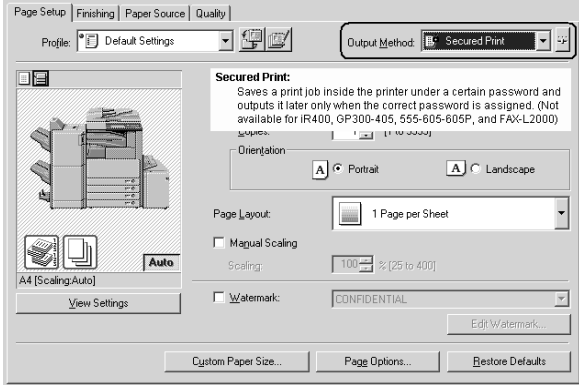 Page Setup Finishing Paper Source Quality
Profile: Default Settings Output Method: Secured Print
Secured Print:
Saves a print job inside the printer under a certain password and
outputs it later only when the correct password is assigned. (Not
available for iR400, GP300-405, 555-605-605P, and FAX-L2000)
Copies: 1
Orientation
A Portrait A Landscape
Page Layout: 1 Page per Sheet
Manual Scaling
Auto
Scaling: 100 % [25 to 400]
A4 [Scaling:Auto]
View Settings
Watermark: CONFIDENTIAL
Edit Watermark...
Custom Paper Size... Page Options... Restore Defaults